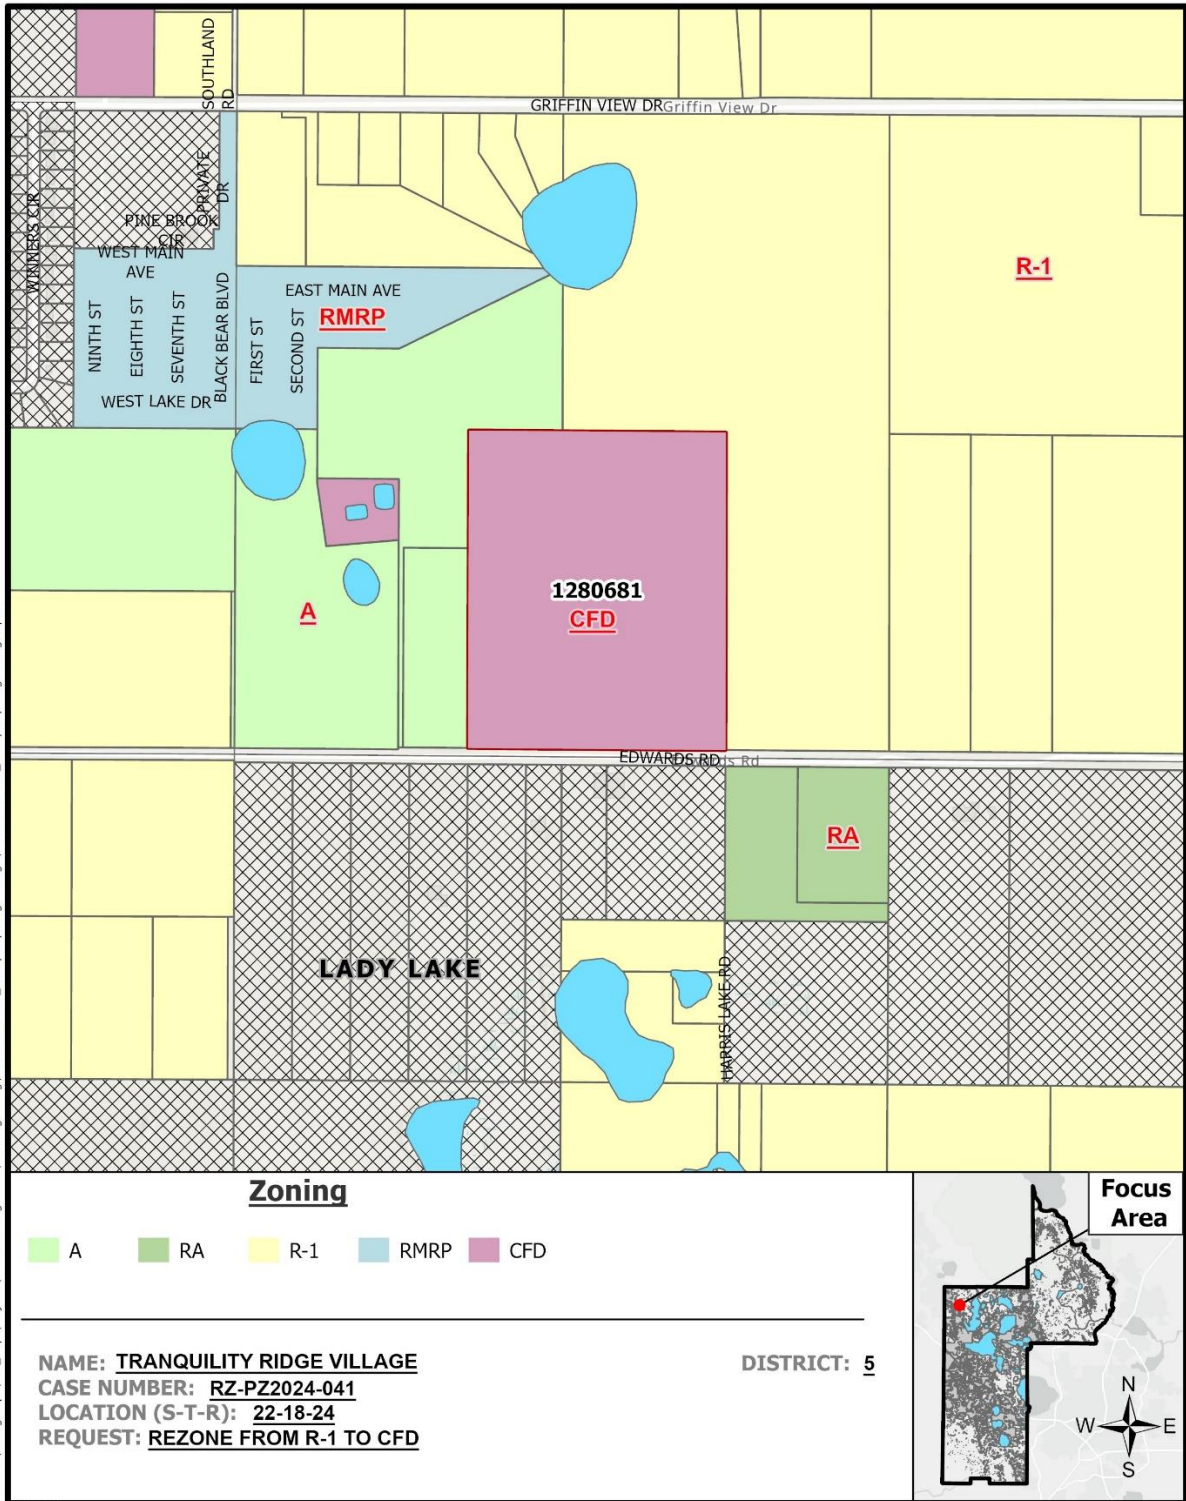 SOUTHLAND
RD
GRIFFIN VIEW DR Griffin View Dr
WINNERS CIR
PRIVATE
DR
PINE BROOK
CIR
WEST MAIN
AVE
NINTH ST
EIGHTH ST
SEVENTH ST
BLACK BEAR BLVD
FIRST ST
SECOND ST
EAST MAIN AVE
RMRP
WEST LAKE DR
R-1
A
1280681
CFD
EDWARDS RD
RA
LADY LAKE
HARRIS LAKE RD
Zoning
A RA R-1 RMRP CFD
NAME: TRANQUILITY RIDGE VILLAGE
DISTRICT: 5
CASE NUMBER: RZ-PZ2024-041
LOCATION (S-T-R): 22-18-24
REQUEST: REZONE FROM R-1 TO CFD
Focus
Area
N
W E
S